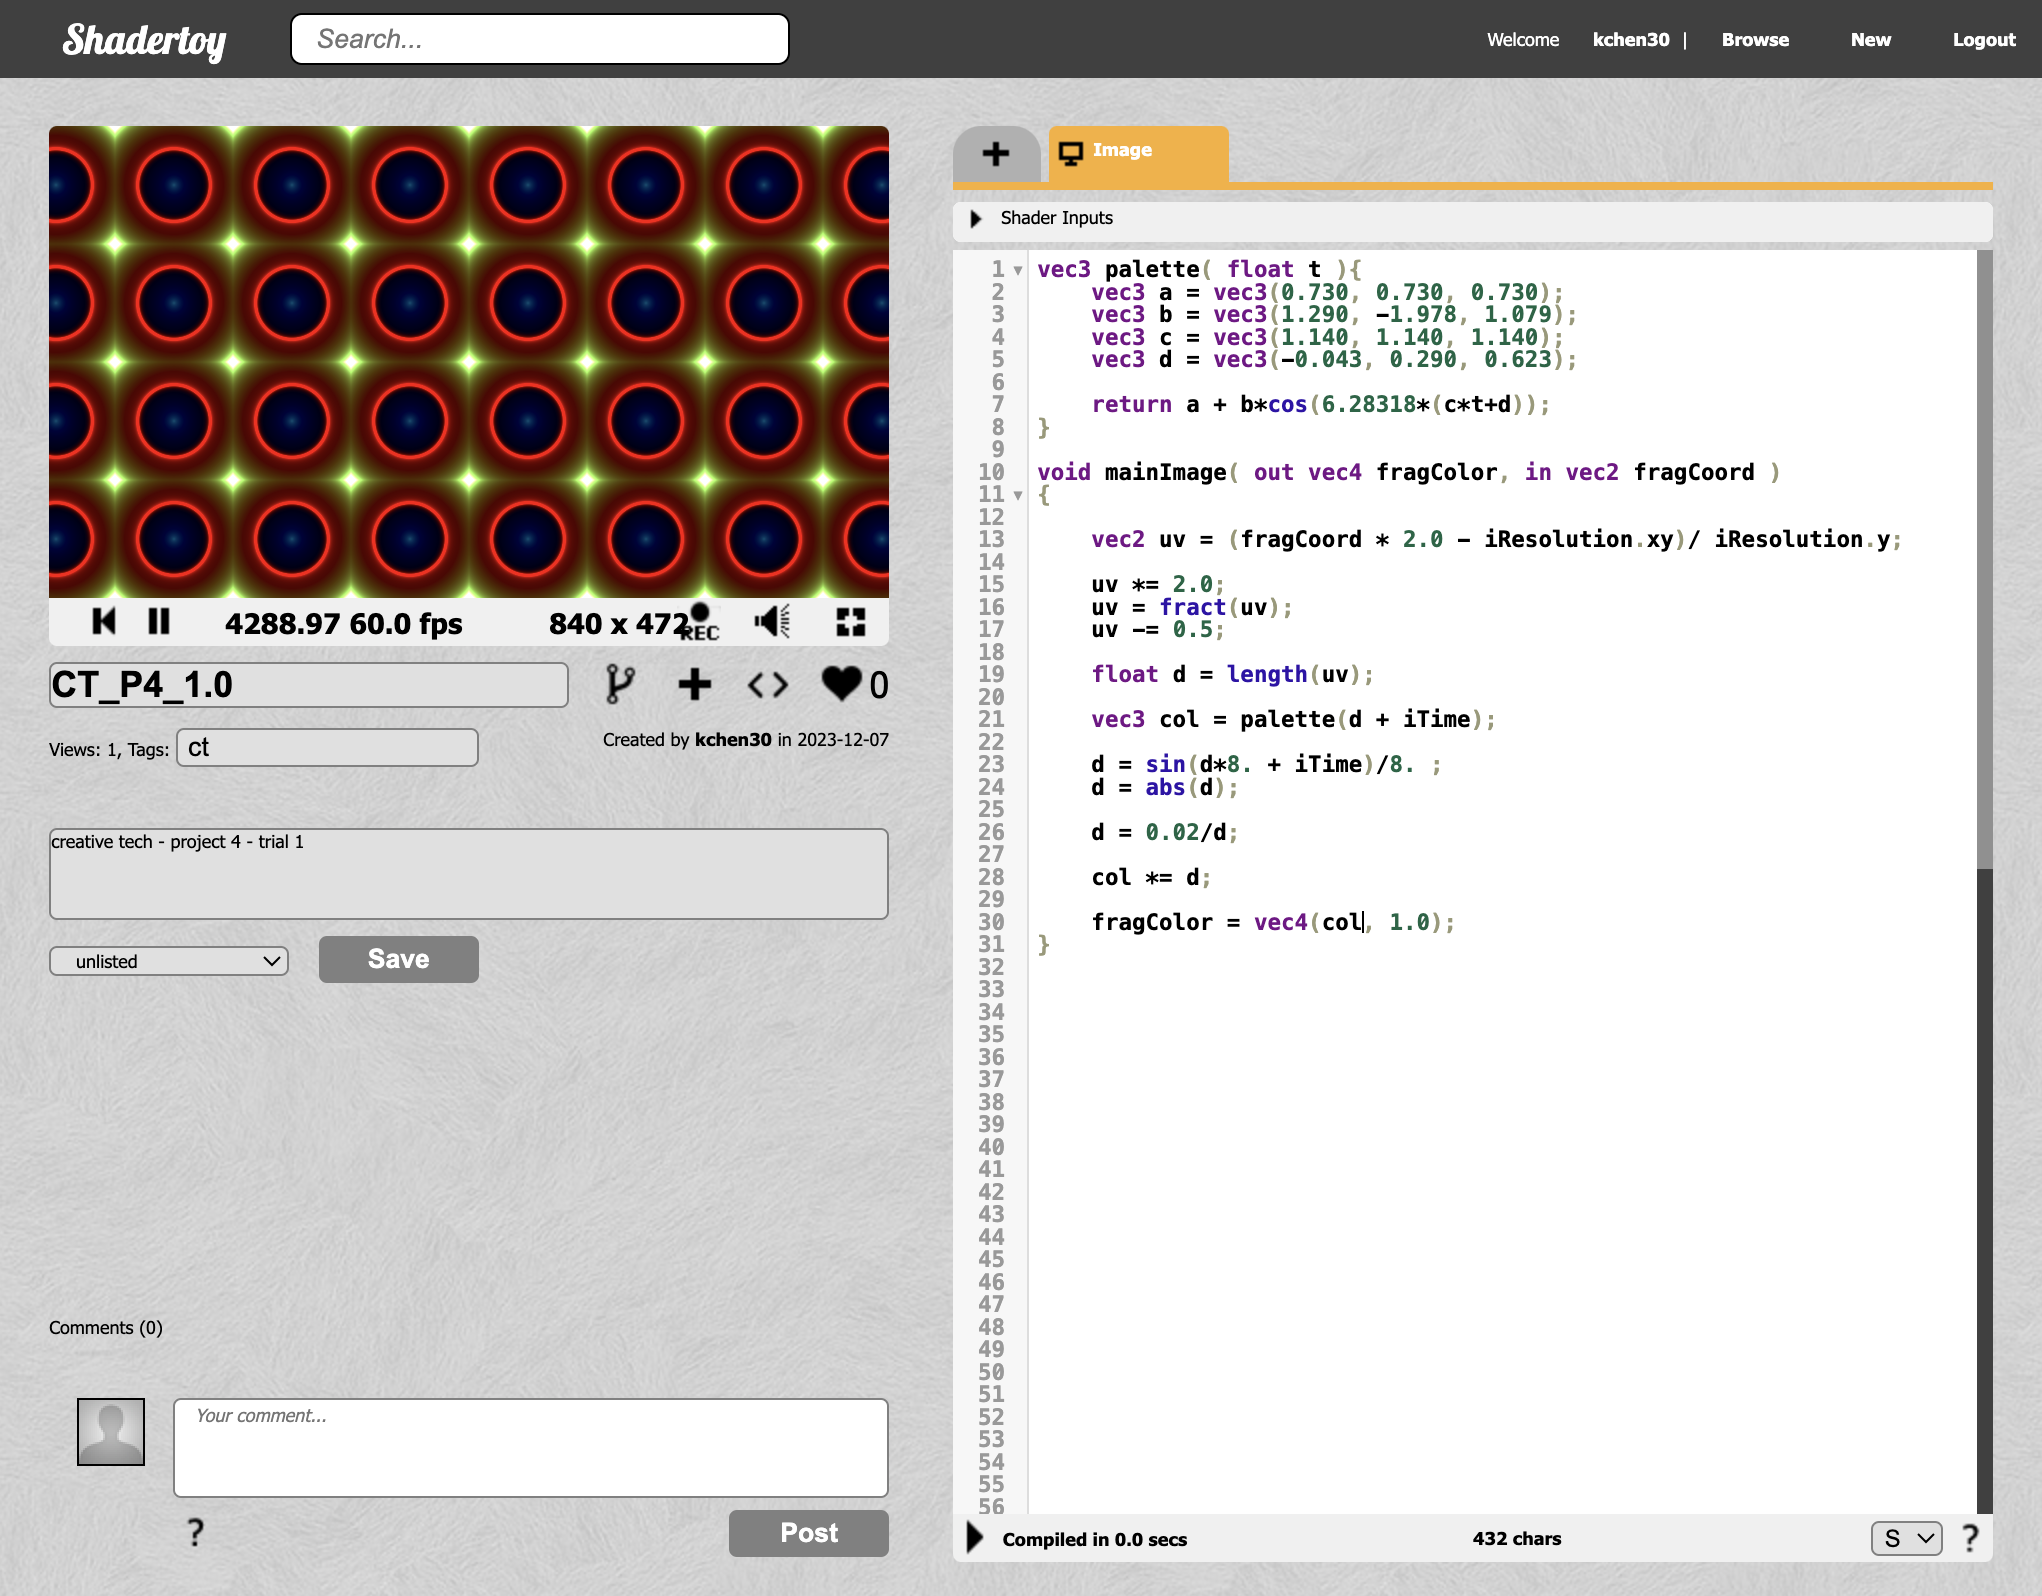 Shadertoy
Search...
Welcome kchen30 | Browse New Logout
4288.97 60.0 fps 840 x 472 REC
CT_P4_1.0
0
Views: 1, Tags: ct
Created by kchen30 in 2023-12-07
creative tech - project 4 - trial 1
unlisted
Save
Comments (0)
Your comment...
?
Post
+ Image
Shader Inputs
1 vec3 palette( float t ){
2 vec3 a = vec3(0.730, 0.730, 0.730);
3 vec3 b = vec3(1.290, -1.978, 1.079);
4 vec3 c = vec3(1.140, 1.140, 1.140);
5 vec3 d = vec3(-0.043, 0.290, 0.623);
6
7 return a + b*cos(6.28318*(c*t+d));
8 }
9
10 void mainImage( out vec4 fragColor, in vec2 fragCoord )
11 {
12
13 vec2 uv = (fragCoord * 2.0 - iResolution.xy)/ iResolution.y;
14
15 uv *= 2.0;
16 uv = fract(uv);
17 uv -= 0.5;
18
19 float d = length(uv);
20
21 vec3 col = palette(d + iTime);
22
23 d = sin(d*8. + iTime)/8. ;
24 d = abs(d);
25
26 d = 0.02/d;
27
28 col *= d;
29
30 fragColor = vec4(col, 1.0);
31 }
32
33
34
35
36
37
38
39
40
41
42
43
44
45
46
47
48
49
50
51
52
53
54
55
56
Compiled in 0.0 secs 432 chars S ?